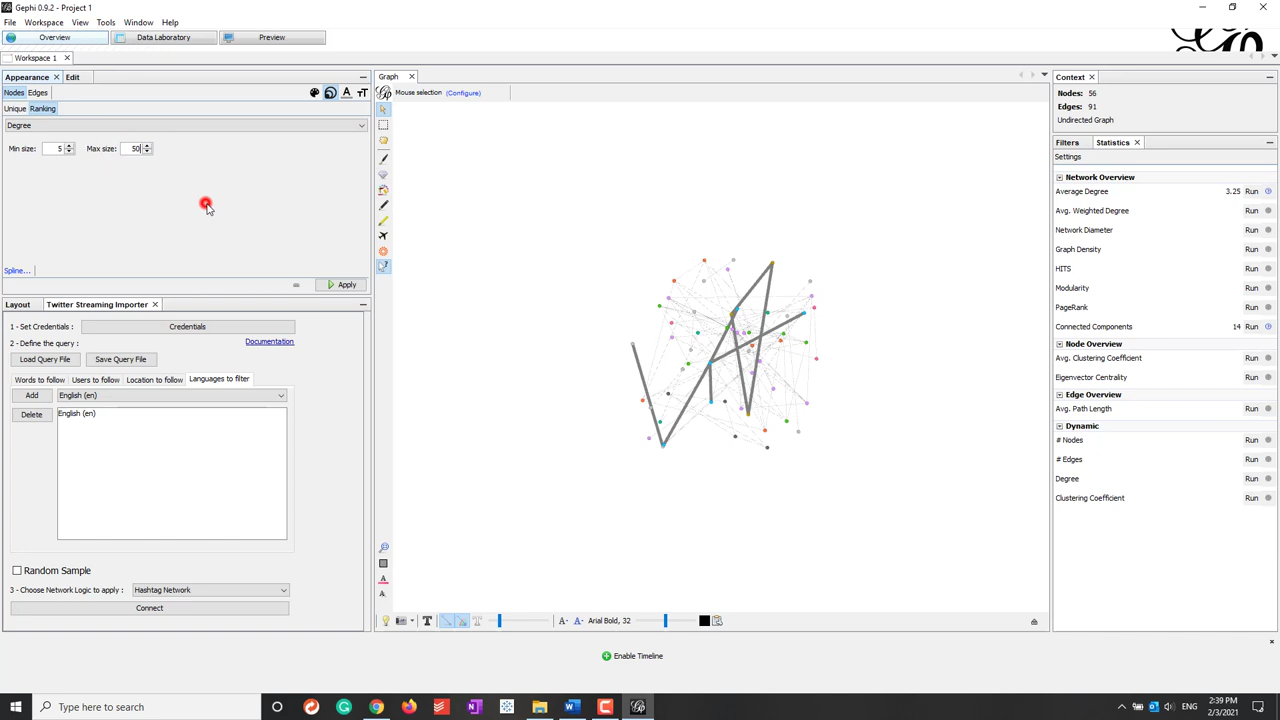 Gephi 0.9.2 - Project 1
File Workspace View Tools Window Help
Overview Data Laboratory Preview
Workspace 1
Appearance Edit
Nodes Edges
Unique Ranking
Degree
Min size: 5 Max size: 50
Spline...
Apply
Layout Twitter Streaming Importer
1 - Set Credentials : Credentials
2 - Define the query : Documentation
Load Query File Save Query File
Words to follow Users to follow Location to follow Languages to filter
Add English (en)
Delete English (en)
Random Sample
3 - Choose Network Logic to apply : Hashtag Network
Connect
Graph
Mouse selection (Configure)
T A- A- Arial Bold, 32
Enable Timeline
Context
Nodes: 56
Edges: 91
Undirected Graph
Filters Statistics
Settings
Network Overview
Average Degree 3.25 Run
Avg. Weighted Degree Run
Network Diameter Run
Graph Density Run
HITS Run
Modularity Run
PageRank Run
Connected Components 14 Run
Node Overview
Avg. Clustering Coefficient Run
Eigenvector Centrality Run
Edge Overview
Avg. Path Length Run
Dynamic
# Nodes Run
# Edges Run
Degree Run
Clustering Coefficient Run
Type here to search
ENG
2:39 PM
2/3/2021